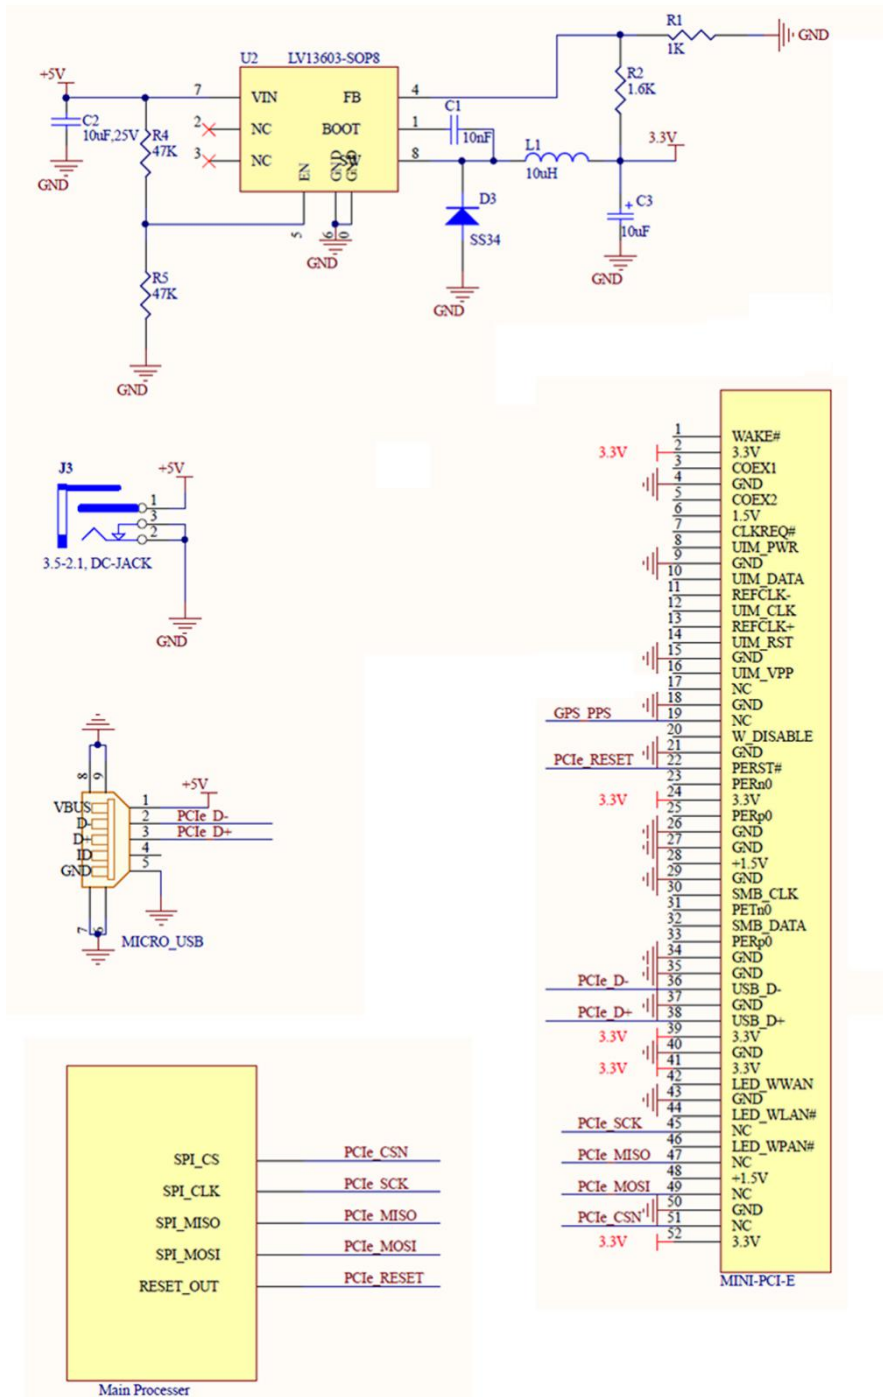 U2 LV13603-SOP8
R1
1K
GND
+5V
7 VIN FB 4
R2
1.6K
C2
10uF,25V
R4
47K
2 NC BOOT 1
C1
10nF
3 NC SW 8
L1
10uH
3.3V
EN GND GND
GND
D3
SS34
C3
+
10uF
5 6 0
GND
GND
GND
R5
47K
GND
J3
+5V
1
3
2
3.5-2.1, DC-JACK
GND
8 9
+5V
VBUS 1
D- 2 PCIe_D-
D+ 3 PCIe_D+
ID 4
GND 5
7 6
MICRO_USB
1 WAKE#
3.3V 2 3.3V
3 COEX1
4 GND
5 COEX2
6 1.5V
7 CLKREQ#
8 UIM_PWR
9 GND
10 UIM_DATA
11 REFCLK-
12 UIM_CLK
13 REFCLK+
14 UIM_RST
15 GND
16 UIM_VPP
17 NC
18 GND
GPS_PPS 19 NC
20 W_DISABLE
21 GND
PCIe_RESET 22 PERST#
23 PERn0
3.3V 24 3.3V
25 PERp0
26 GND
27 GND
28 +1.5V
29 GND
30 SMB_CLK
31 PETn0
32 SMB_DATA
33 PERp0
34 GND
35 GND
PCIe_D- 36 USB_D-
37 GND
PCIe_D+ 38 USB_D+
3.3V 39 3.3V
40 GND
3.3V 41 3.3V
42 LED_WWAN
43 GND
44 LED_WLAN#
PCIe_SCK 45 NC
46 LED_WPAN#
PCIe_MISO 47 NC
48 +1.5V
PCIe_MOSI 49 NC
50 GND
PCIe_CSN 51 NC
3.3V 52 3.3V
MINI-PCI-E
SPI_CS PCIe_CSN
SPI_CLK PCIe_SCK
SPI_MISO PCIe_MISO
SPI_MOSI PCIe_MOSI
RESET_OUT PCIe_RESET
Main Processer